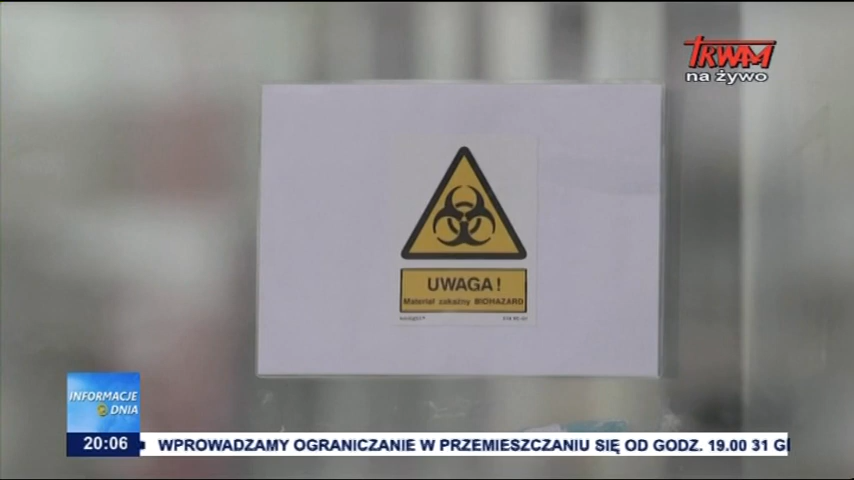 TRWAM
na żywo
UWAGA!
Materiał zakaźny BIOHAZARD
INFORMACJE
DNIA
20:06
WPROWADZAMY OGRANICZANIE W PRZEMIESZCZANIU SIĘ OD GODZ. 19.00 31 G